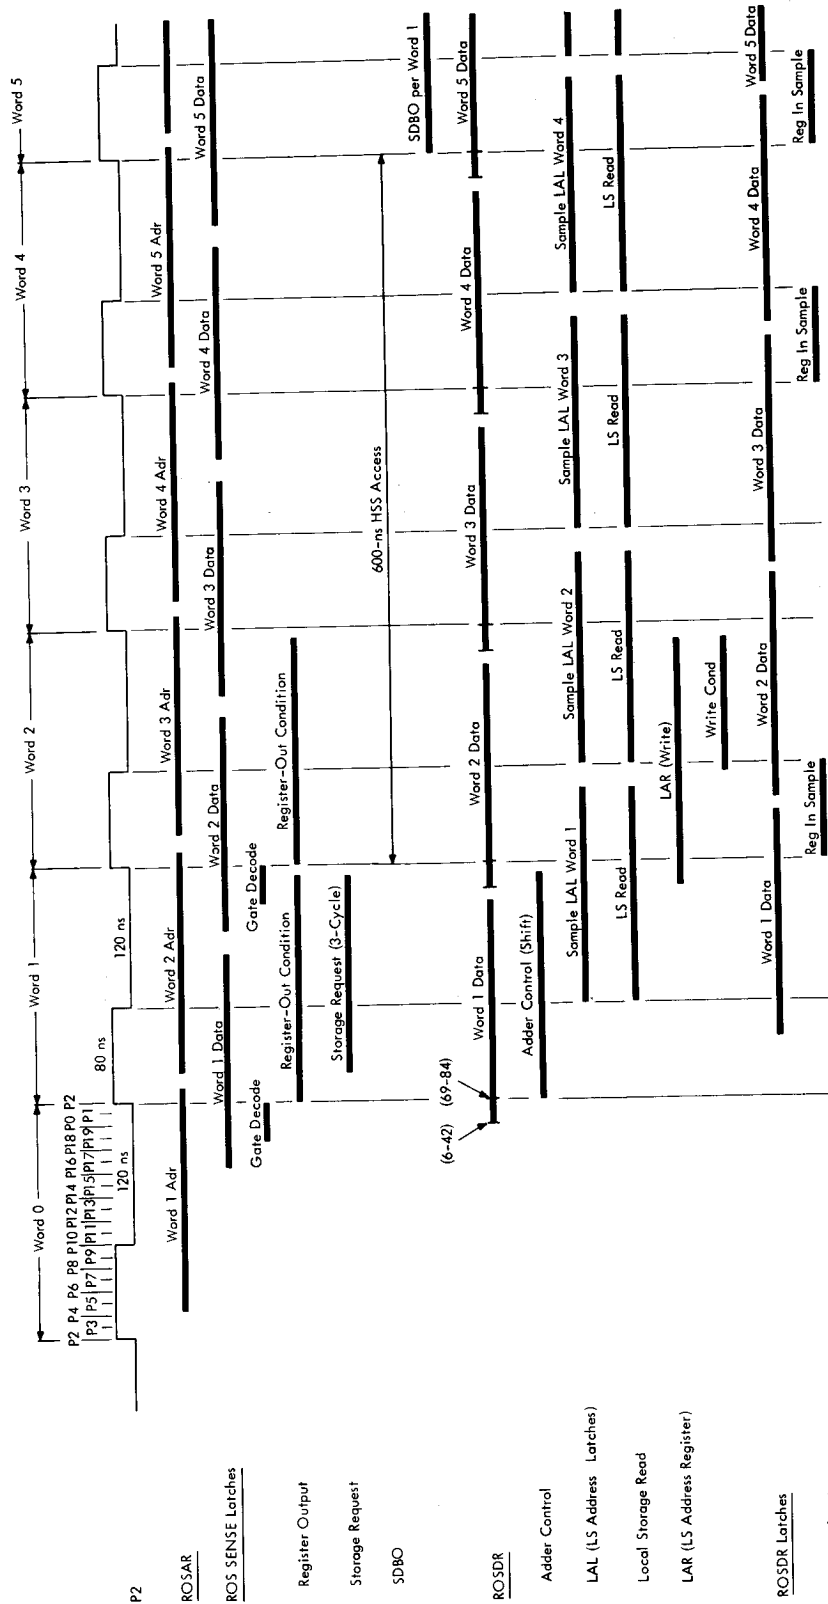 Word 0
Word 1
Word 2
Word 3
Word 4
Word 5
P2 P4 P6 P8 P10 P12 P14 P16 P18 P0 P2
P3 P5 P7 P9 P11 P13 P15 P17 P19 P1
P2
120 ns
80 ns
120 ns
ROSAR
Word 1 Adr
Word 2 Adr
Word 3 Adr
Word 4 Adr
Word 5 Adr
ROS SENSE Latches
Word 1 Data
Word 2 Data
Word 3 Data
Word 4 Data
Word 5 Data
Gate Decode
Gate Decode
Register Output
Register-Out Condition
Register-Out Condition
Storage Request
Storage Request (3-Cycle)
SDBO
600-ns HSS Access
SDBO per Word 1
(6-42)
(69-84)
ROSDR
Word 1 Data
Word 2 Data
Word 3 Data
Word 4 Data
Word 5 Data
Adder Control
Adder Control (Shift)
LAL (LS Address Latches)
Sample LAL Word 1
Sample LAL Word 2
Sample LAL Word 3
Sample LAL Word 4
Local Storage Read
LS Read
LS Read
LS Read
LS Read
LAR (LS Address Register)
LAR (Write)
Write Cond
ROSDR Latches
Word 1 Data
Word 2 Data
Word 3 Data
Word 4 Data
Word 5 Data
Reg In Sample
Reg In Sample
Reg In Sample